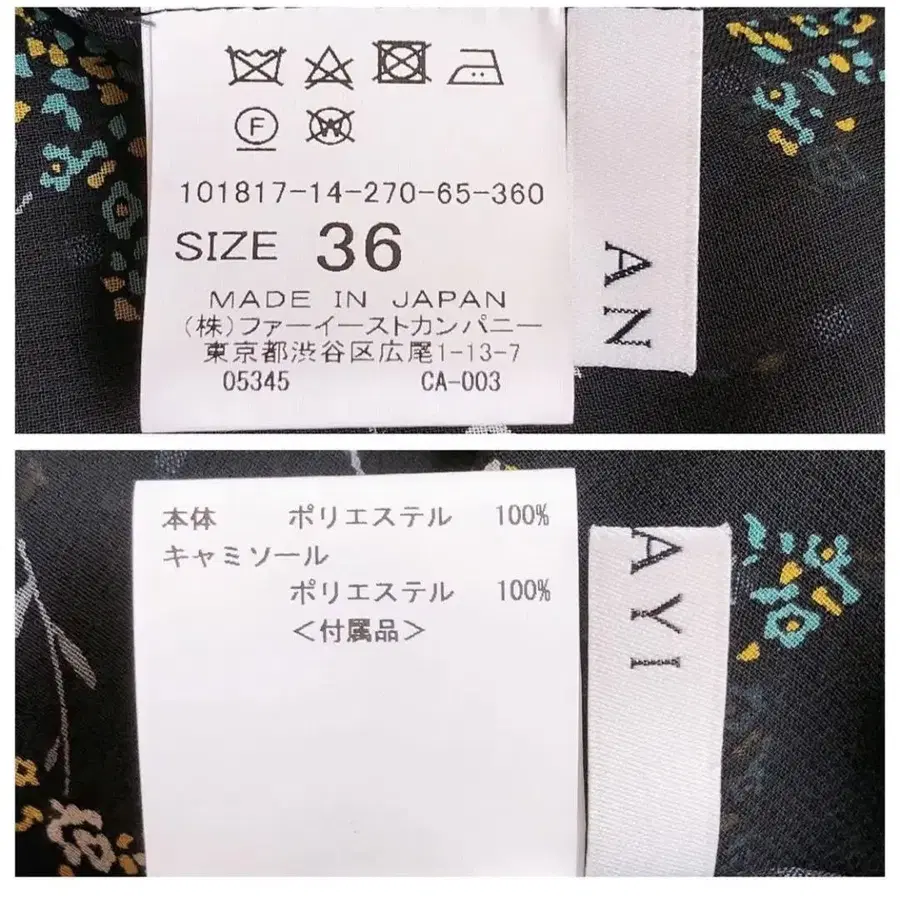 F
W
101817-14-270-65-360
SIZE 36
MADE IN JAPAN
(株)ファーイーストカンパニー
東京都渋谷区広尾1-13-7
05345 CA-003
AN
本体 ポリエステル 100%
キャミソール
ポリエステル 100%
<付属品>
AYI